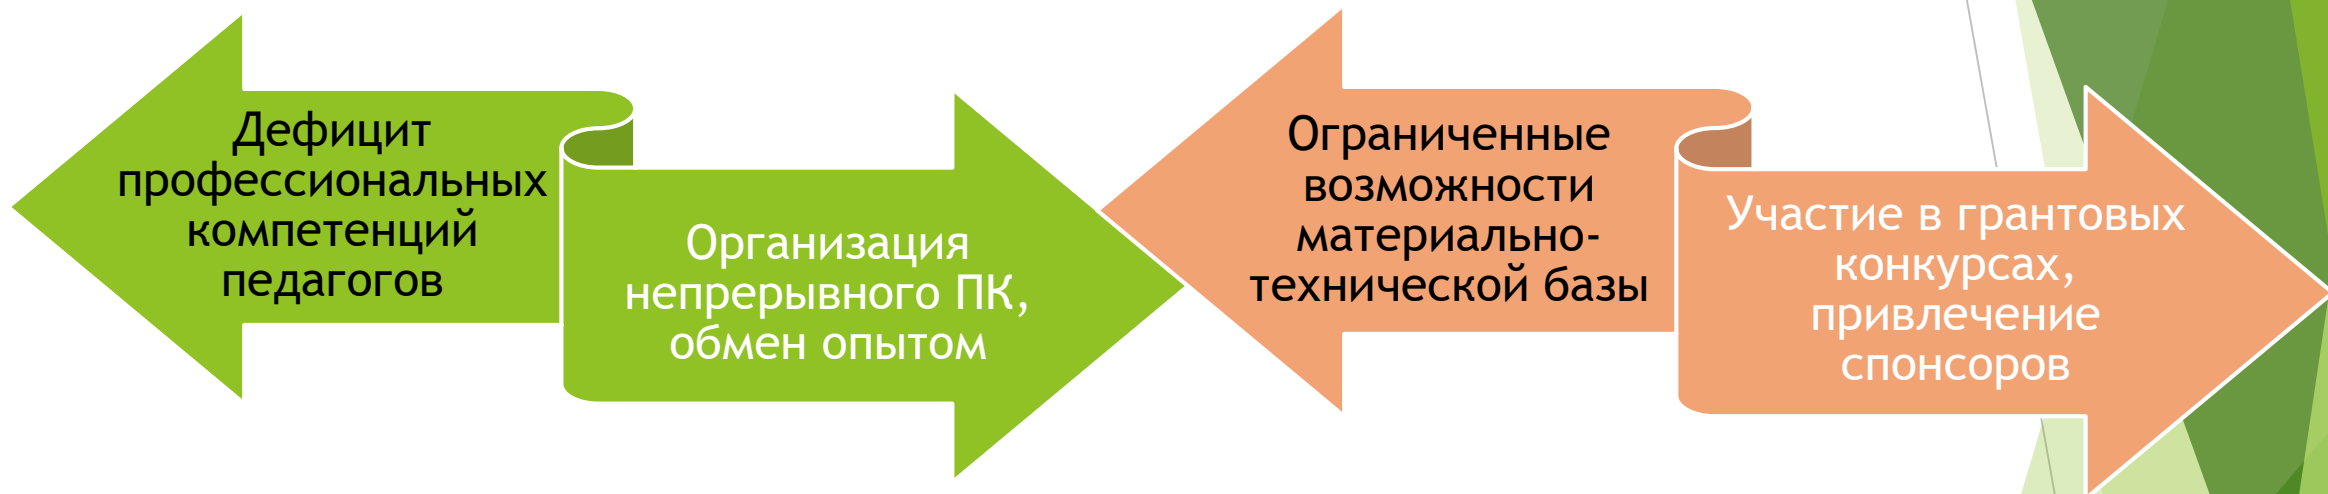 Дефицит
профессиональных
компетенций
педагогов
Организация
непрерывного ПК,
обмен опытом
Ограниченные
возможности
материально-
технической базы
Участие в грантовых
конкурсах,
привлечение
спонсоров